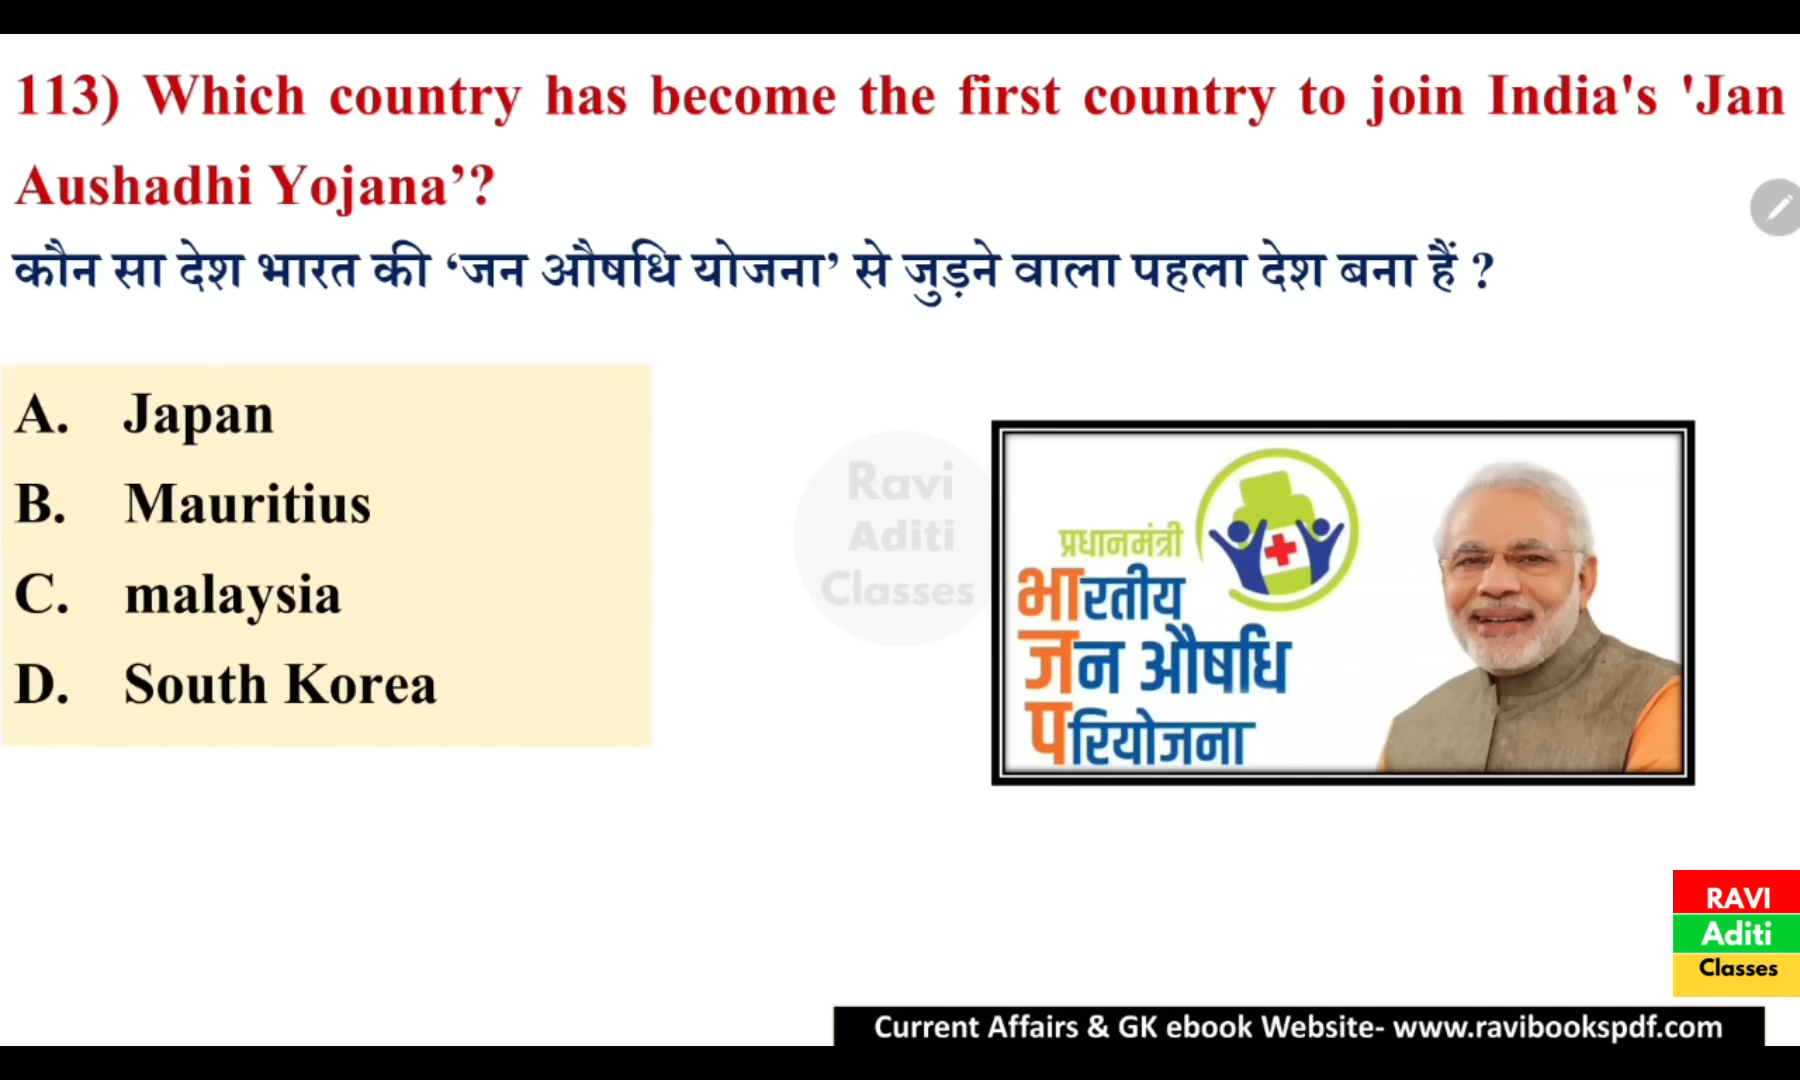 113) Which country has become the first country to join India's 'Jan
Aushadhi Yojana’?
कौन सा देश भारत की ‘जन औषधि योजना’ से जुड़ने वाला पहला देश बना हैं ?
A. Japan
B. Mauritius
C. malaysia
D. South Korea
Ravi
Aditi
Classes
प्रधानमंत्री
भारतीय
जन औषधि
परियोजना
RAVI
Aditi
Classes
Current Affairs & GK ebook Website- www.ravibookspdf.com